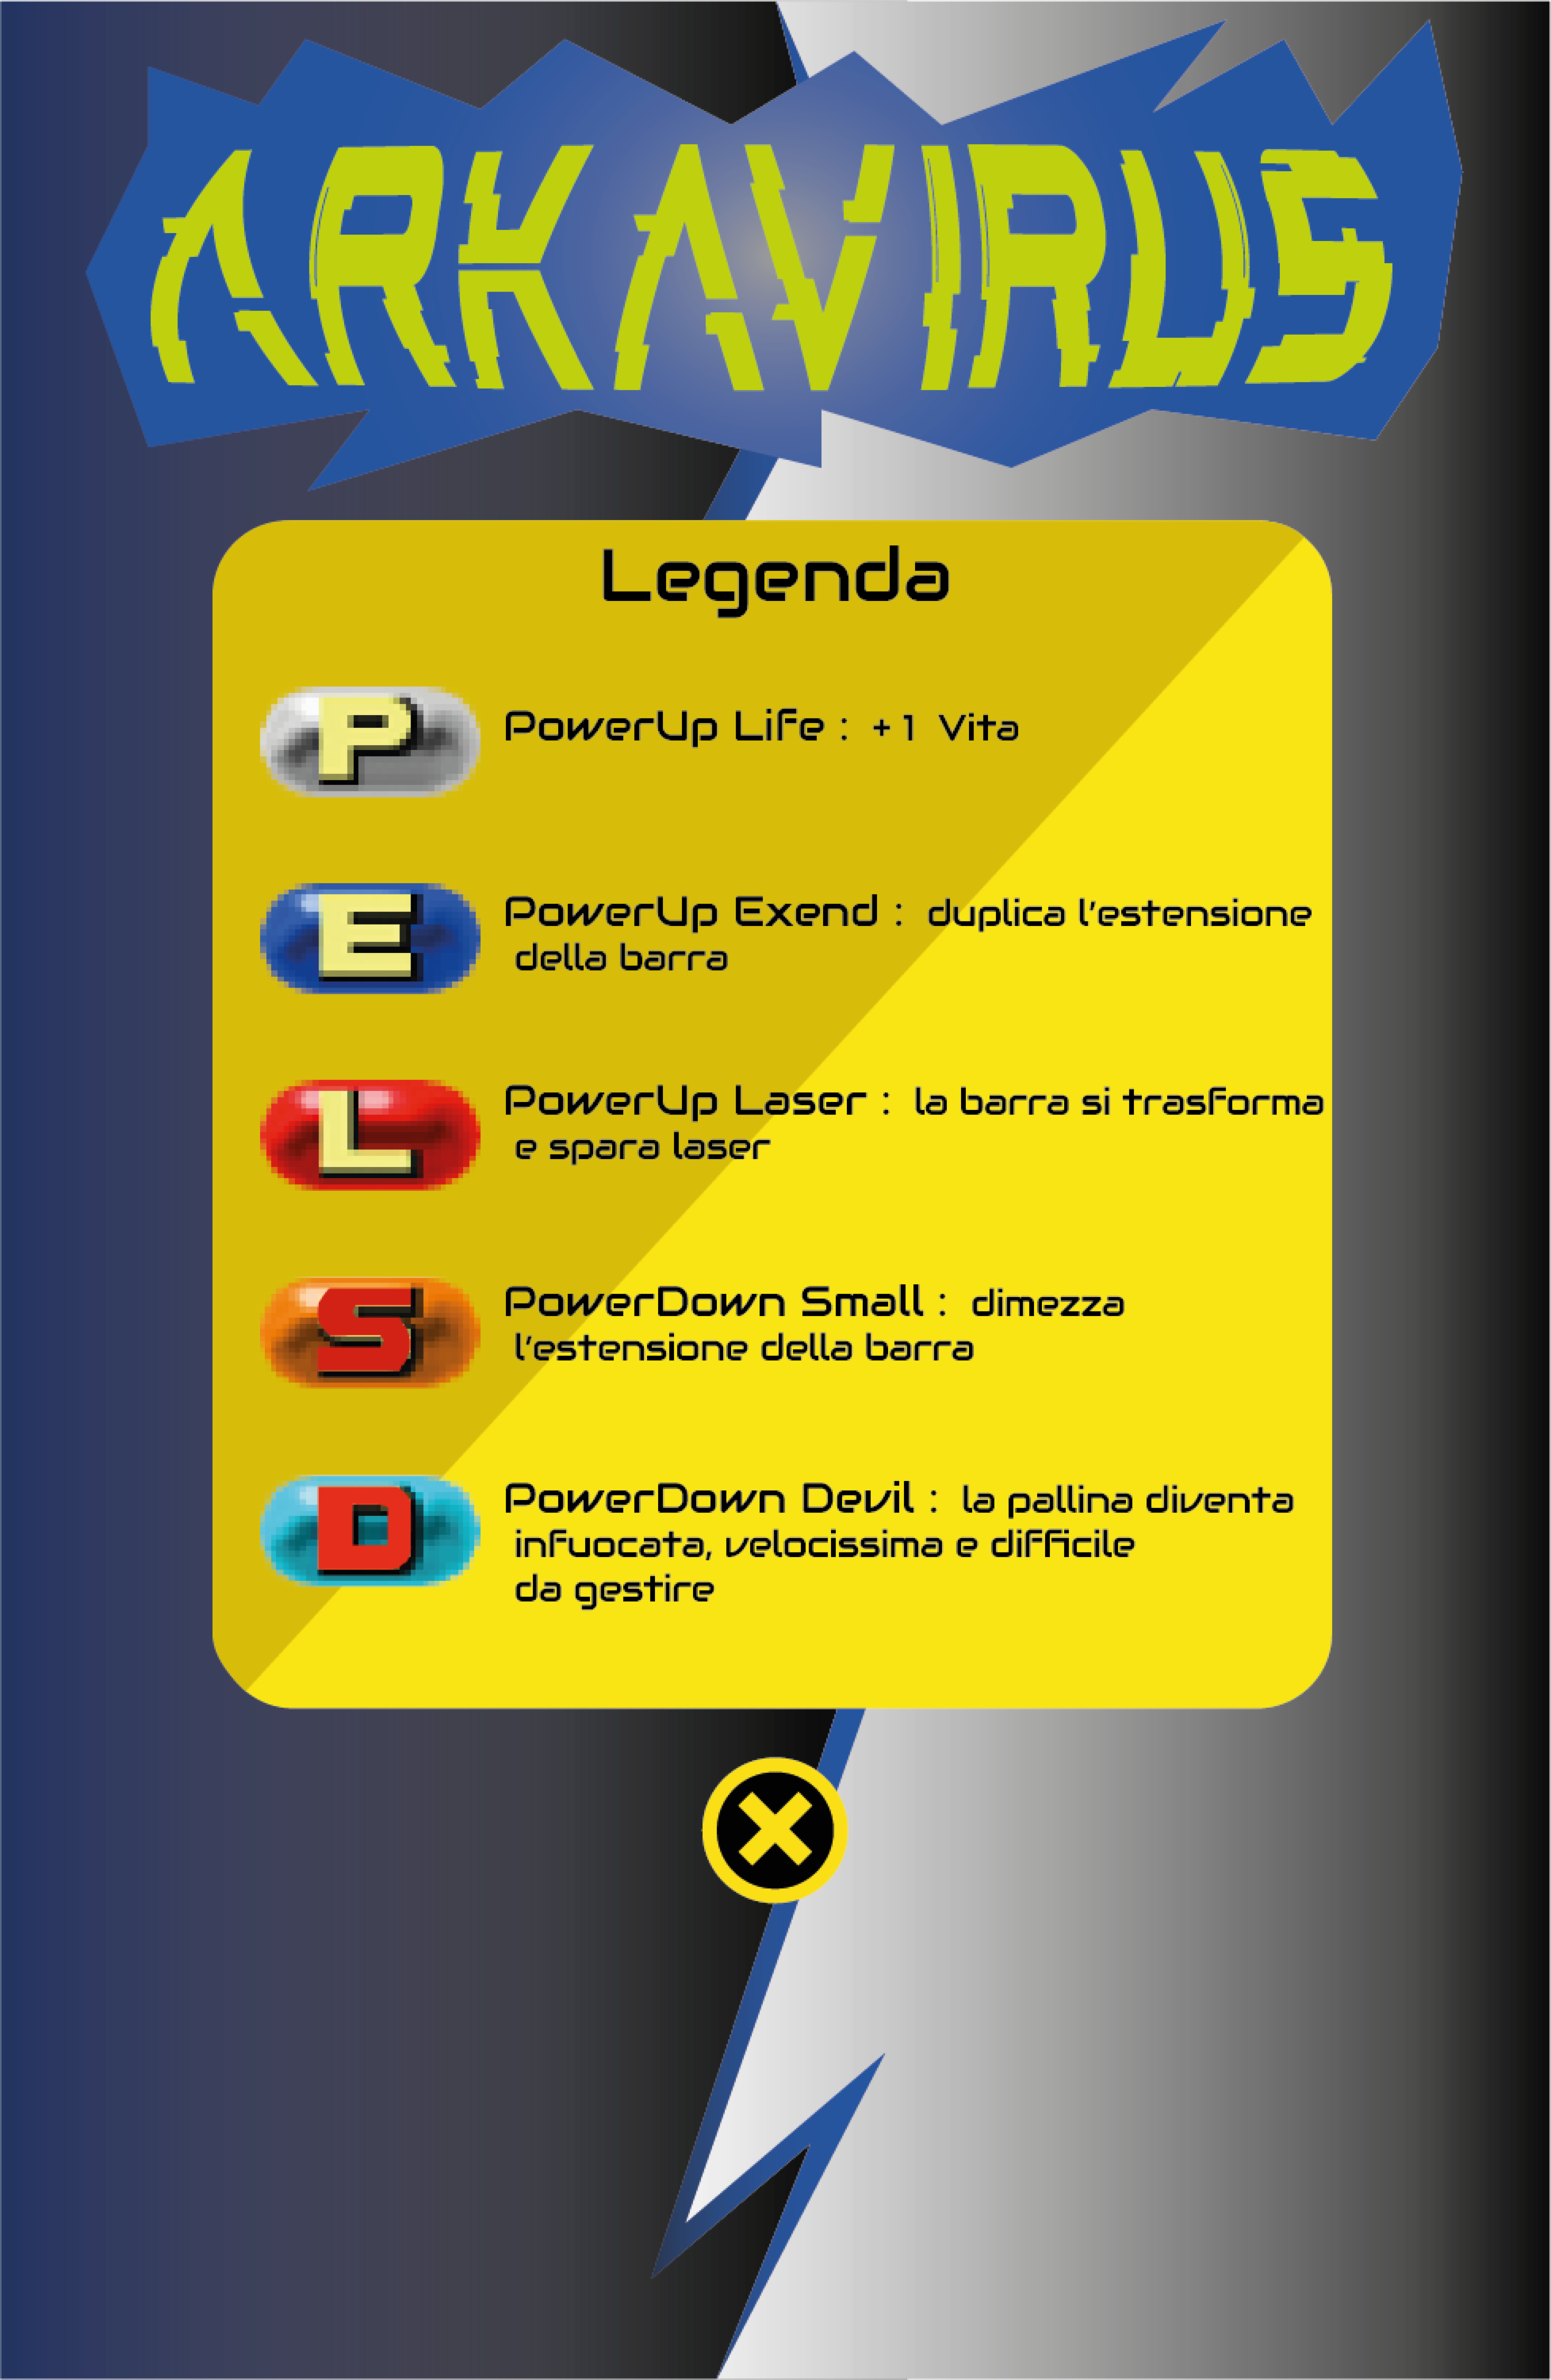 ARKAVIRUS
Legenda
P
PowerUp Life : +1 Vita
E
PowerUp Exend : duplica l'estensione
della barra
L
PowerUp Laser : la barra si trasforma
e spara laser
S
PowerDown Small : dimezza
l'estensione della barra
D
PowerDown Devil : la pallina diventa
infuocata, velocissima e difficile
da gestire